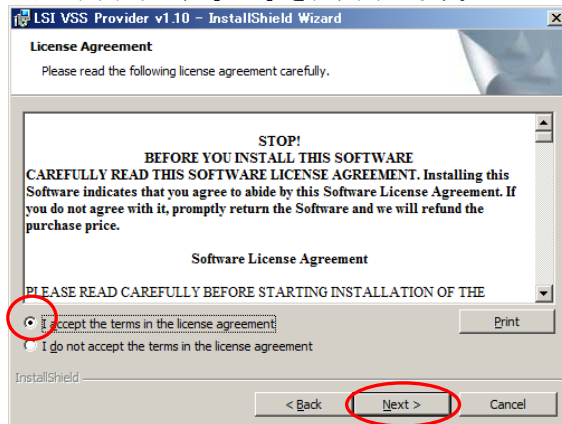 LSI VSS Provider v1.10 - InstallShield Wizard
License Agreement
Please read the following license agreement carefully.
STOP!
BEFORE YOU INSTALL THIS SOFTWARE
CAREFULLY READ THIS SOFTWARE LICENSE AGREEMENT. Installing this
Software indicates that you agree to abide by this Software License Agreement. If
you do not agree with it, promptly return the Software and we will refund the
purchase price.
Software License Agreement
PLEASE READ CAREFULLY BEFORE STARTING INSTALLATION OF THE
I accept the terms in the license agreement
Print
I do not accept the terms in the license agreement
InstallShield
< Back
Next >
Cancel